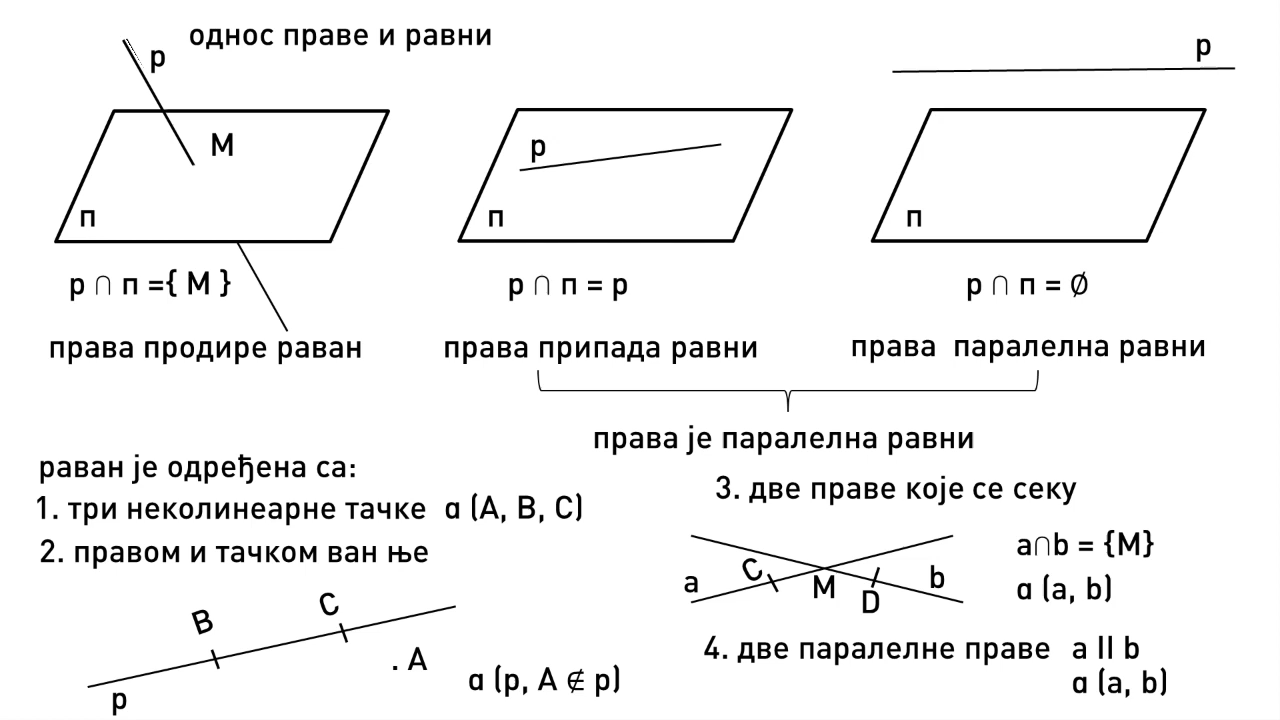 однос праве и равни
p
M
п
p ∩ п ={ M }
права продире раван
p
п
p ∩ п = p
права припада равни
p
п
p ∩ п = ∅
права паралелна равни
права је паралелна равни
раван је одређена са:
1. три неколинеарне тачке ɑ (A, B, C)
2. правом и тачком ван ње
B
C
. A
p
ɑ (p, A ∉ p)
3. две праве које се секу
a
C
M
D
b
a∩b = {M}
ɑ (a, b)
4. две паралелне праве a II b
ɑ (a, b)